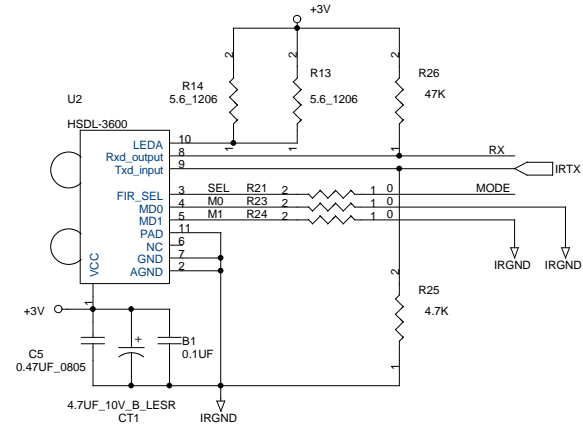 +3V
2
2
2
R14
5.6_1206
R13
5.6_1206
R26
47K
1
1
1
U2
HSDL-3600
LEDA
10
Rxd_output
8
RX
Txd_input
9
IRTX
FIR_SEL
3
SEL
R21
2
1
0
MODE
MD0
4
M0
R23
2
1
0
MD1
5
M1
R24
2
1
0
PAD
11
NC
6
GND
7
AGND
2
VCC
1
IRGND
IRGND
2
R25
4.7K
1
+3V
C5
0.47UF_0805
+
B1
0.1UF
4.7UF_10V_B_LESR
CT1
IRGND